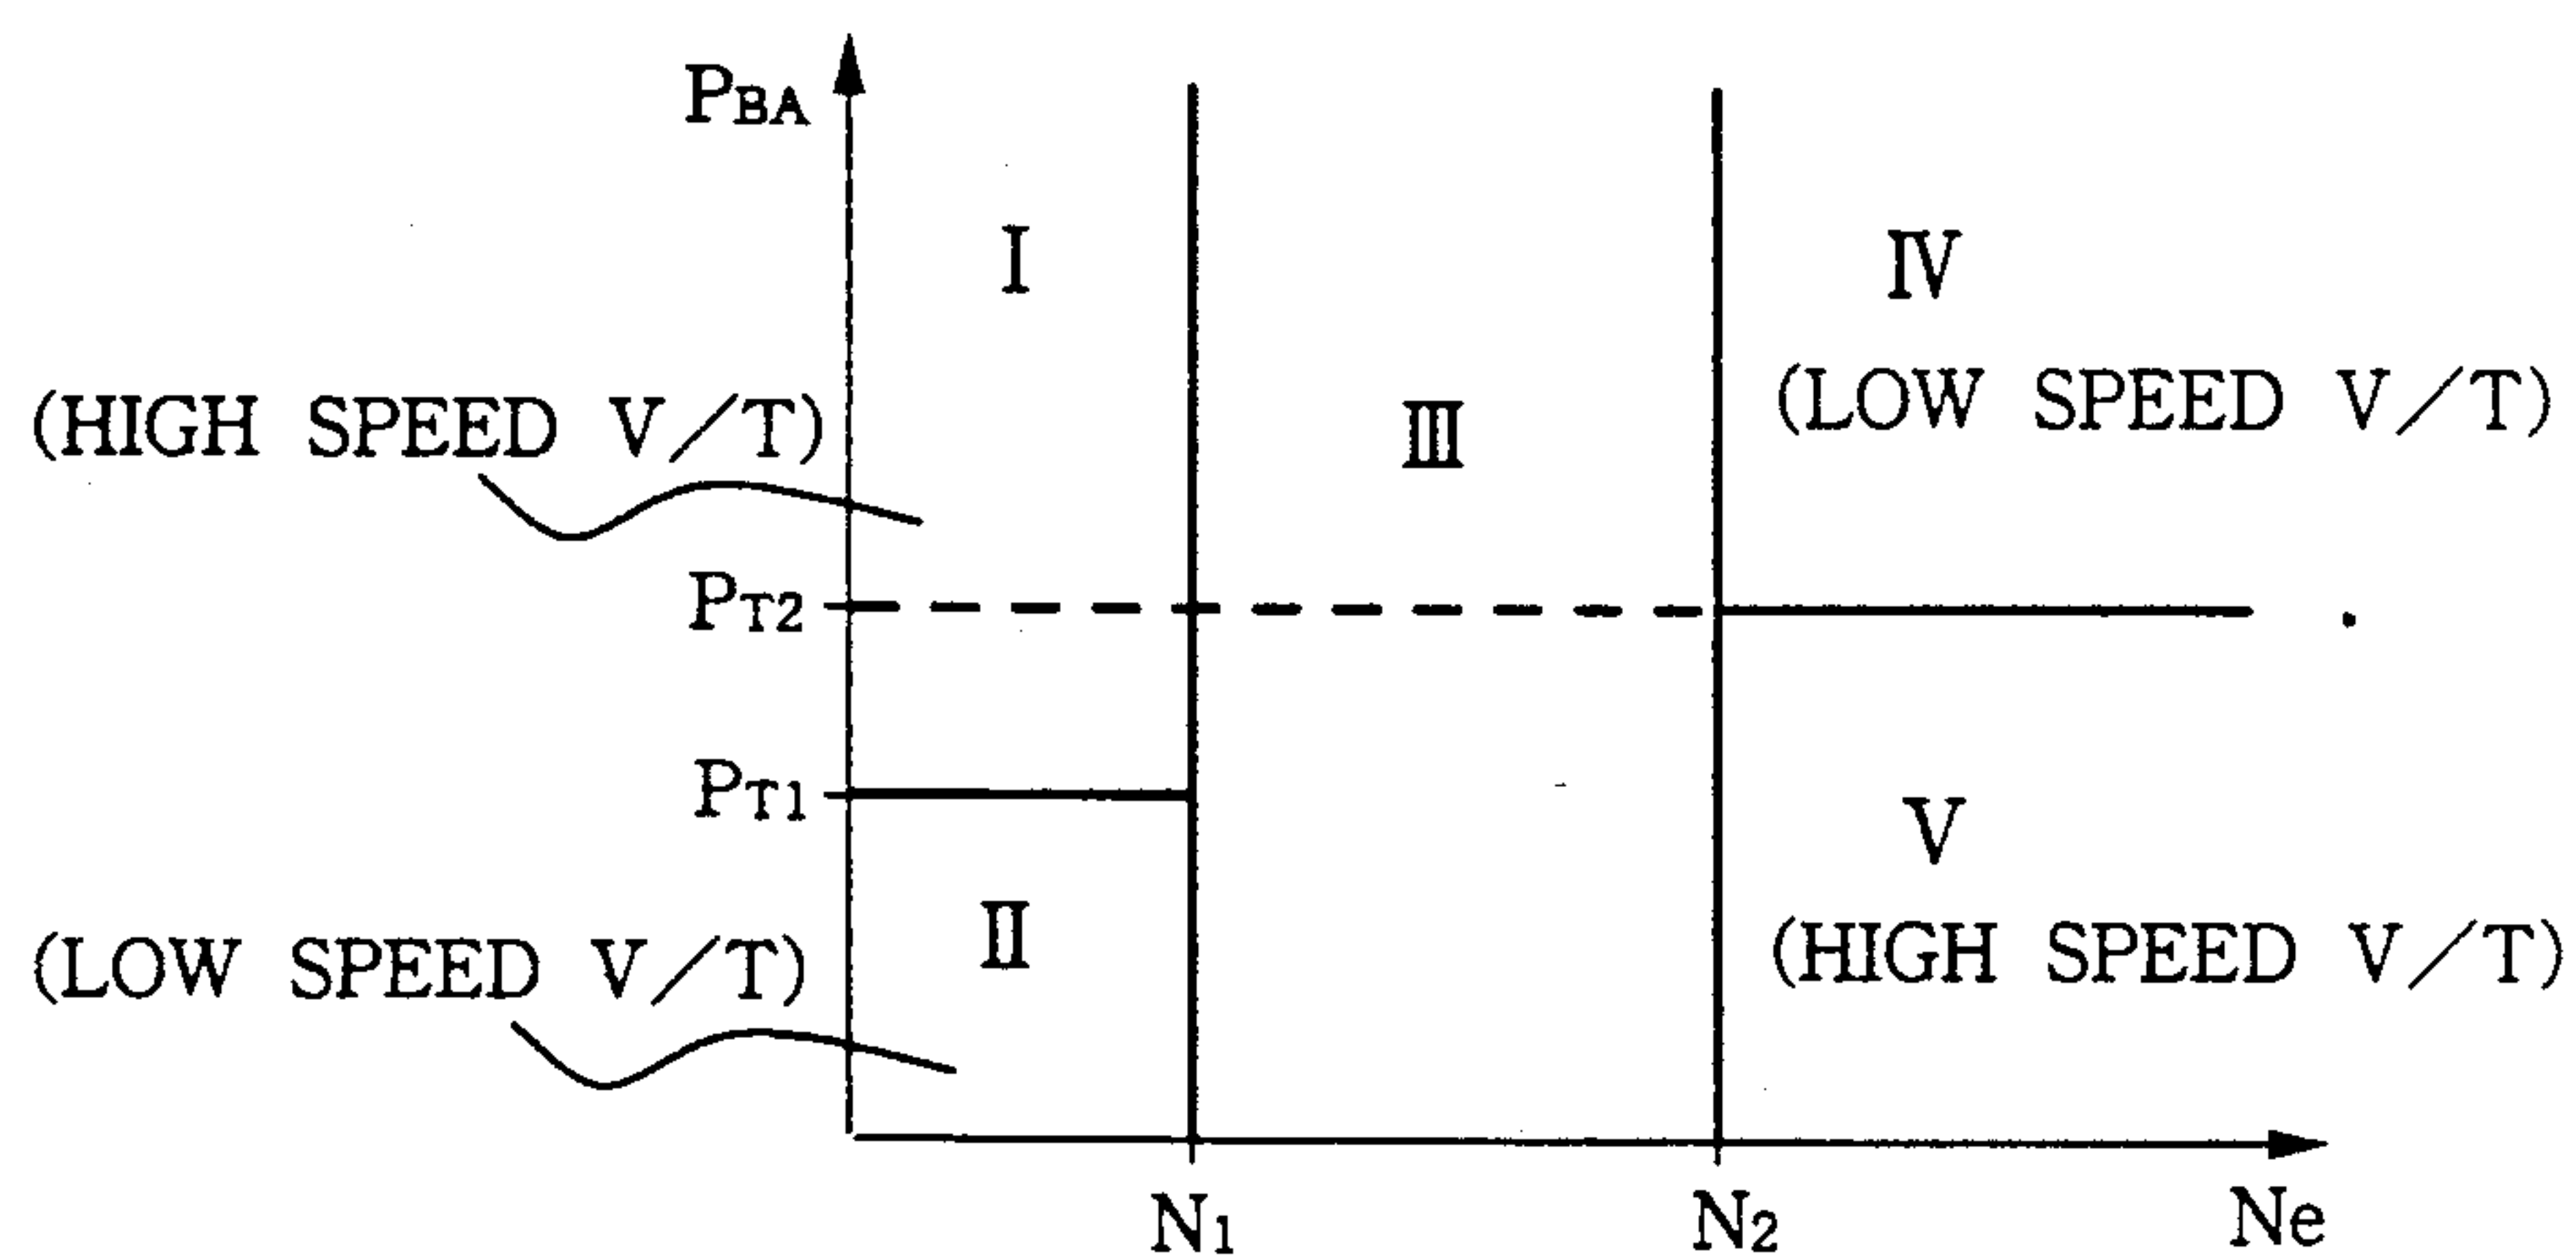 PBA
I
IV
(HIGH SPEED V/T)
III
(LOW SPEED V/T)
PT2
PT1
V
II
(LOW SPEED V/T)
(HIGH SPEED V/T)
N1
N2
Ne